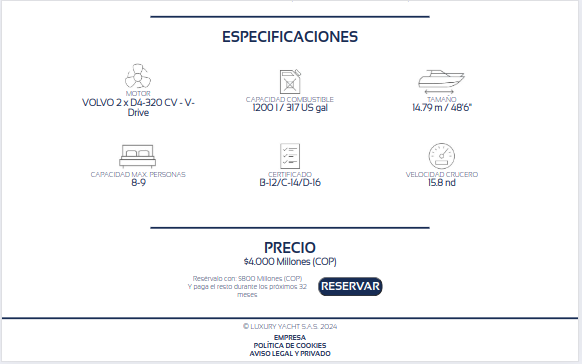 ESPECIFICACIONES
MOTOR
VOLVO 2 x D4-320 CV - V-
Drive
CAPACIDAD COMBUSTIBLE
1200 l / 317 US gal
TAMAÑO
14.79 m / 48'6"
CAPACIDAD MAX. PERSONAS
8-9
CERTIFICADO
B-12/C-14/D-16
VELOCIDAD CRUCERO
15.8 nd
PRECIO
$4.000 Millones (COP)
Resérvalo con: $800 Millones (COP)
Y paga el resto durante los próximos 32
meses
RESERVAR
© LUXURY YACHT S.A.S. 2024
EMPRESA
POLÍTICA DE COOKIES
AVISO LEGAL Y PRIVADO